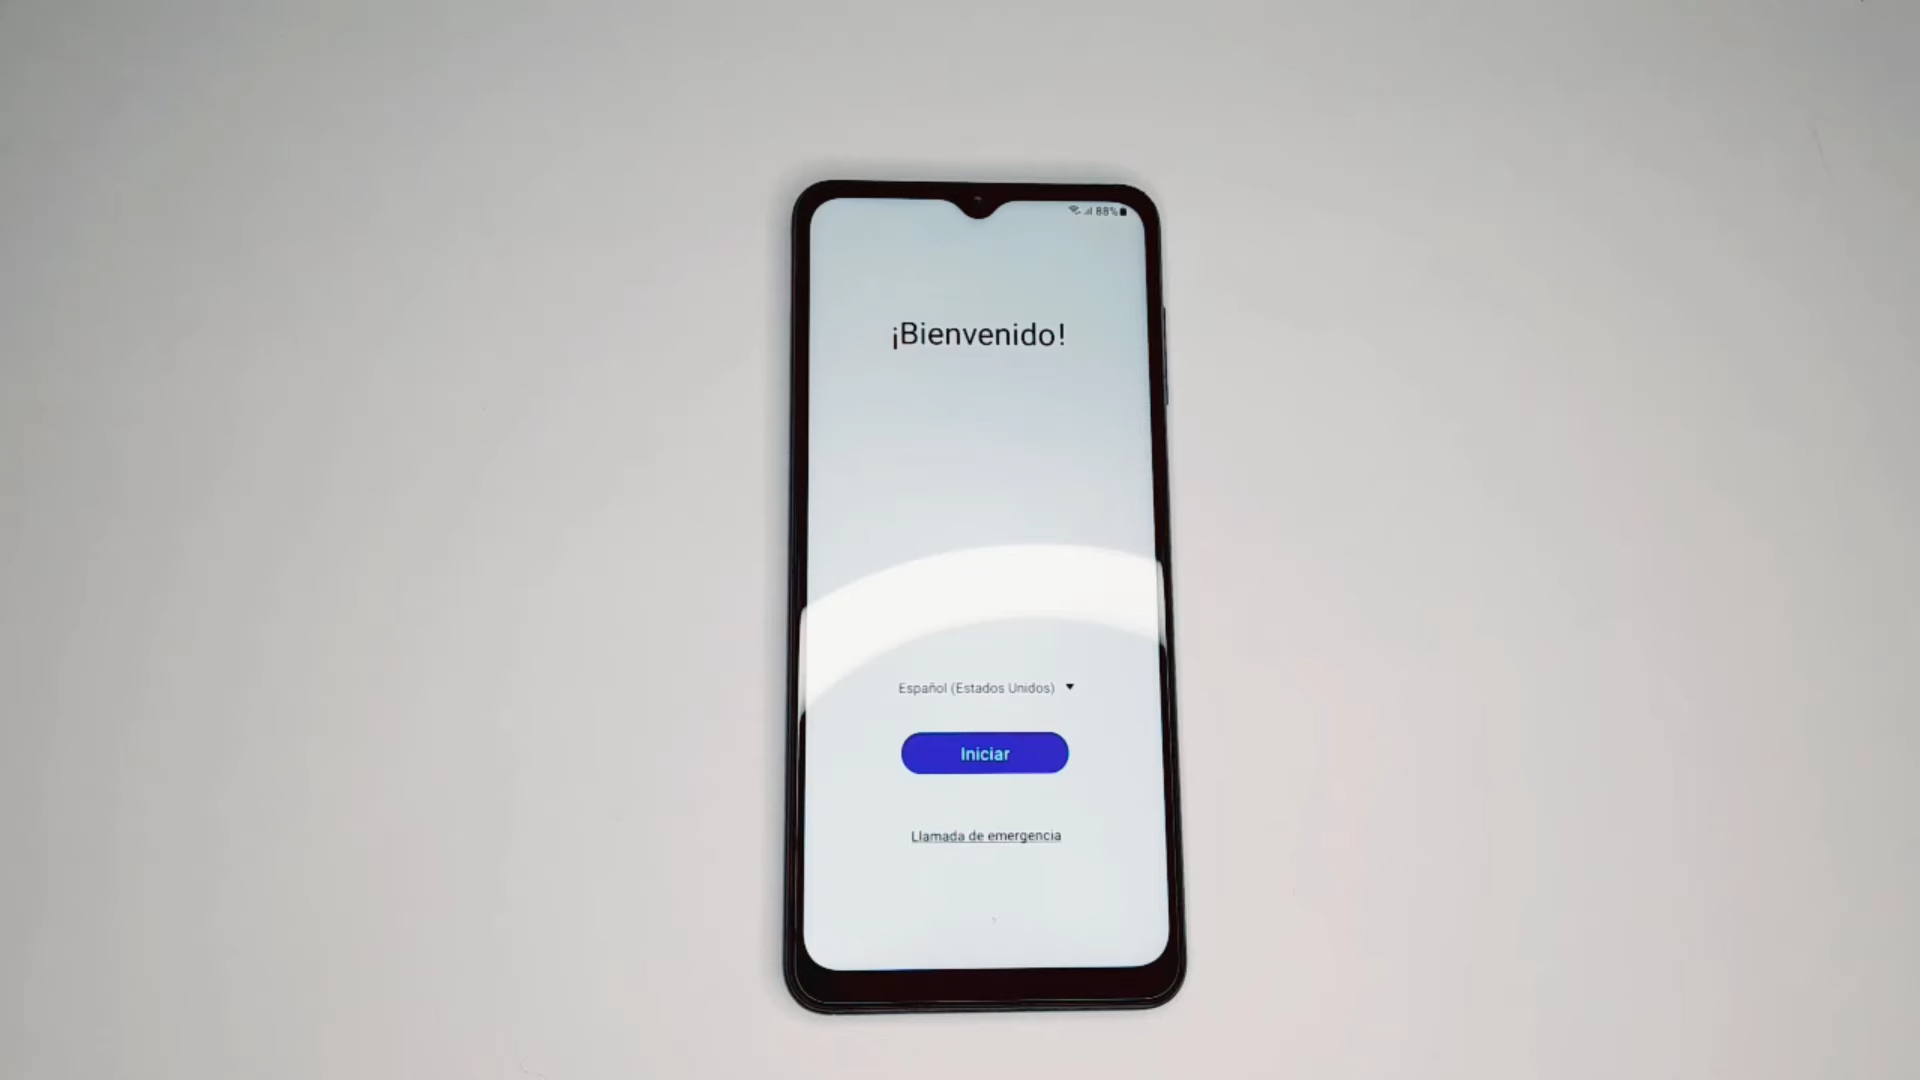 88%
¡Bienvenido!
Español (Estados Unidos)
Iniciar
Llamada de emergencia